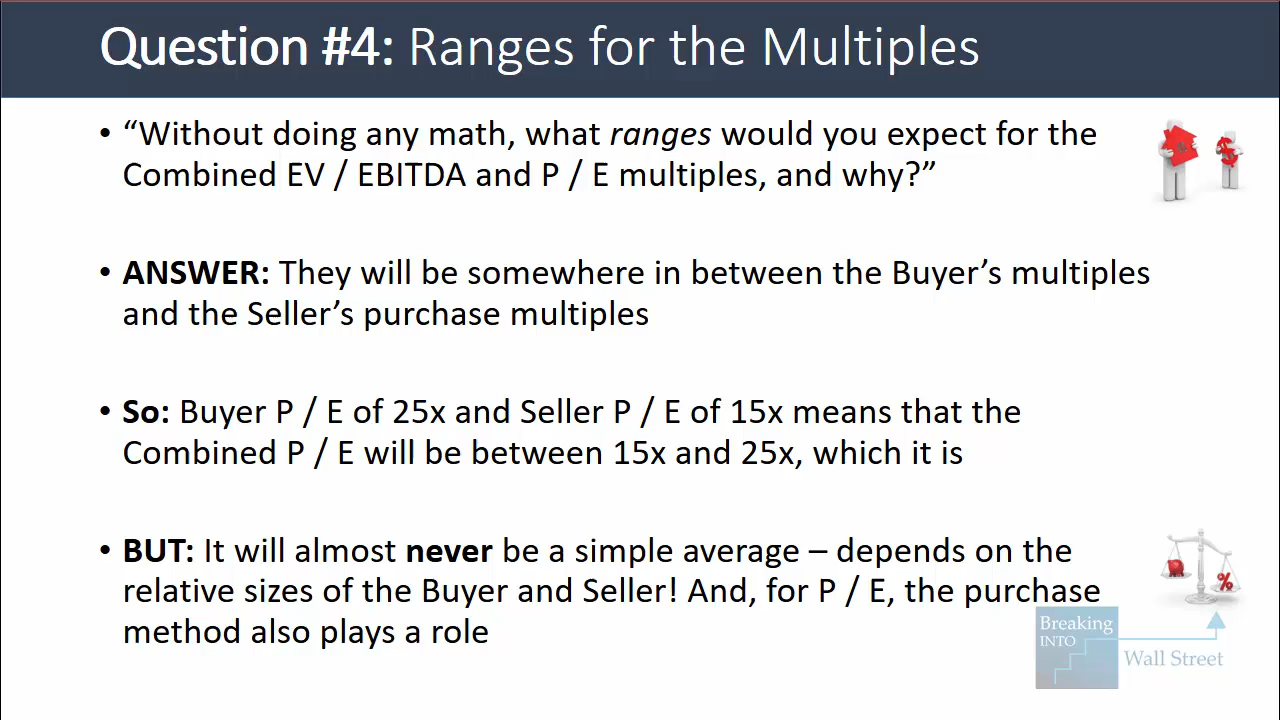 Question #4: Ranges for the Multiples
• “Without doing any math, what ranges would you expect for the
Combined EV / EBITDA and P / E multiples, and why?”
• ANSWER: They will be somewhere in between the Buyer’s multiples
and the Seller’s purchase multiples
• So: Buyer P / E of 25x and Seller P / E of 15x means that the
Combined P / E will be between 15x and 25x, which it is
• BUT: It will almost never be a simple average – depends on the
relative sizes of the Buyer and Seller! And, for P / E, the purchase
method also plays a role
%
Breaking
INTO
Wall Street